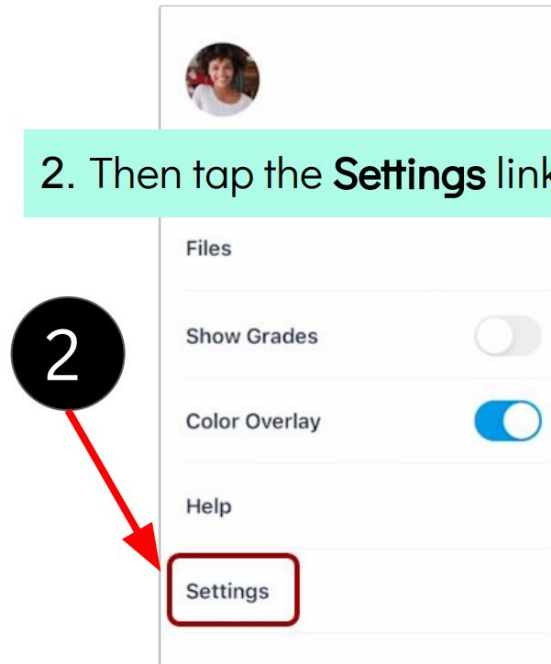 2. Then tap the Settings link
Files
2
Show Grades
Color Overlay
Help
Settings